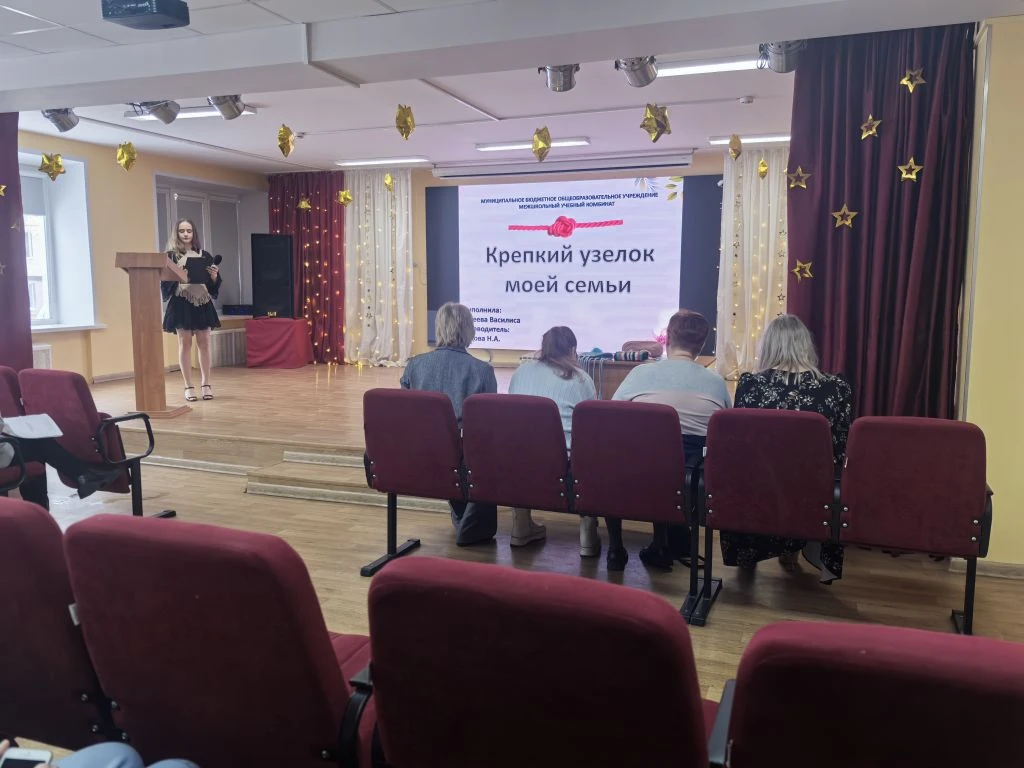 МУНИЦИПАЛЬНОЕ БЮДЖЕТНОЕ ОБЩЕОБРАЗОВАТЕЛЬНОЕ УЧРЕЖДЕНИЕ
МЕЖШКОЛЬНЫЙ УЧЕБНЫЙ КОМБИНАТ
Крепкий узелок
моей семьи
Василиса
Н.А.